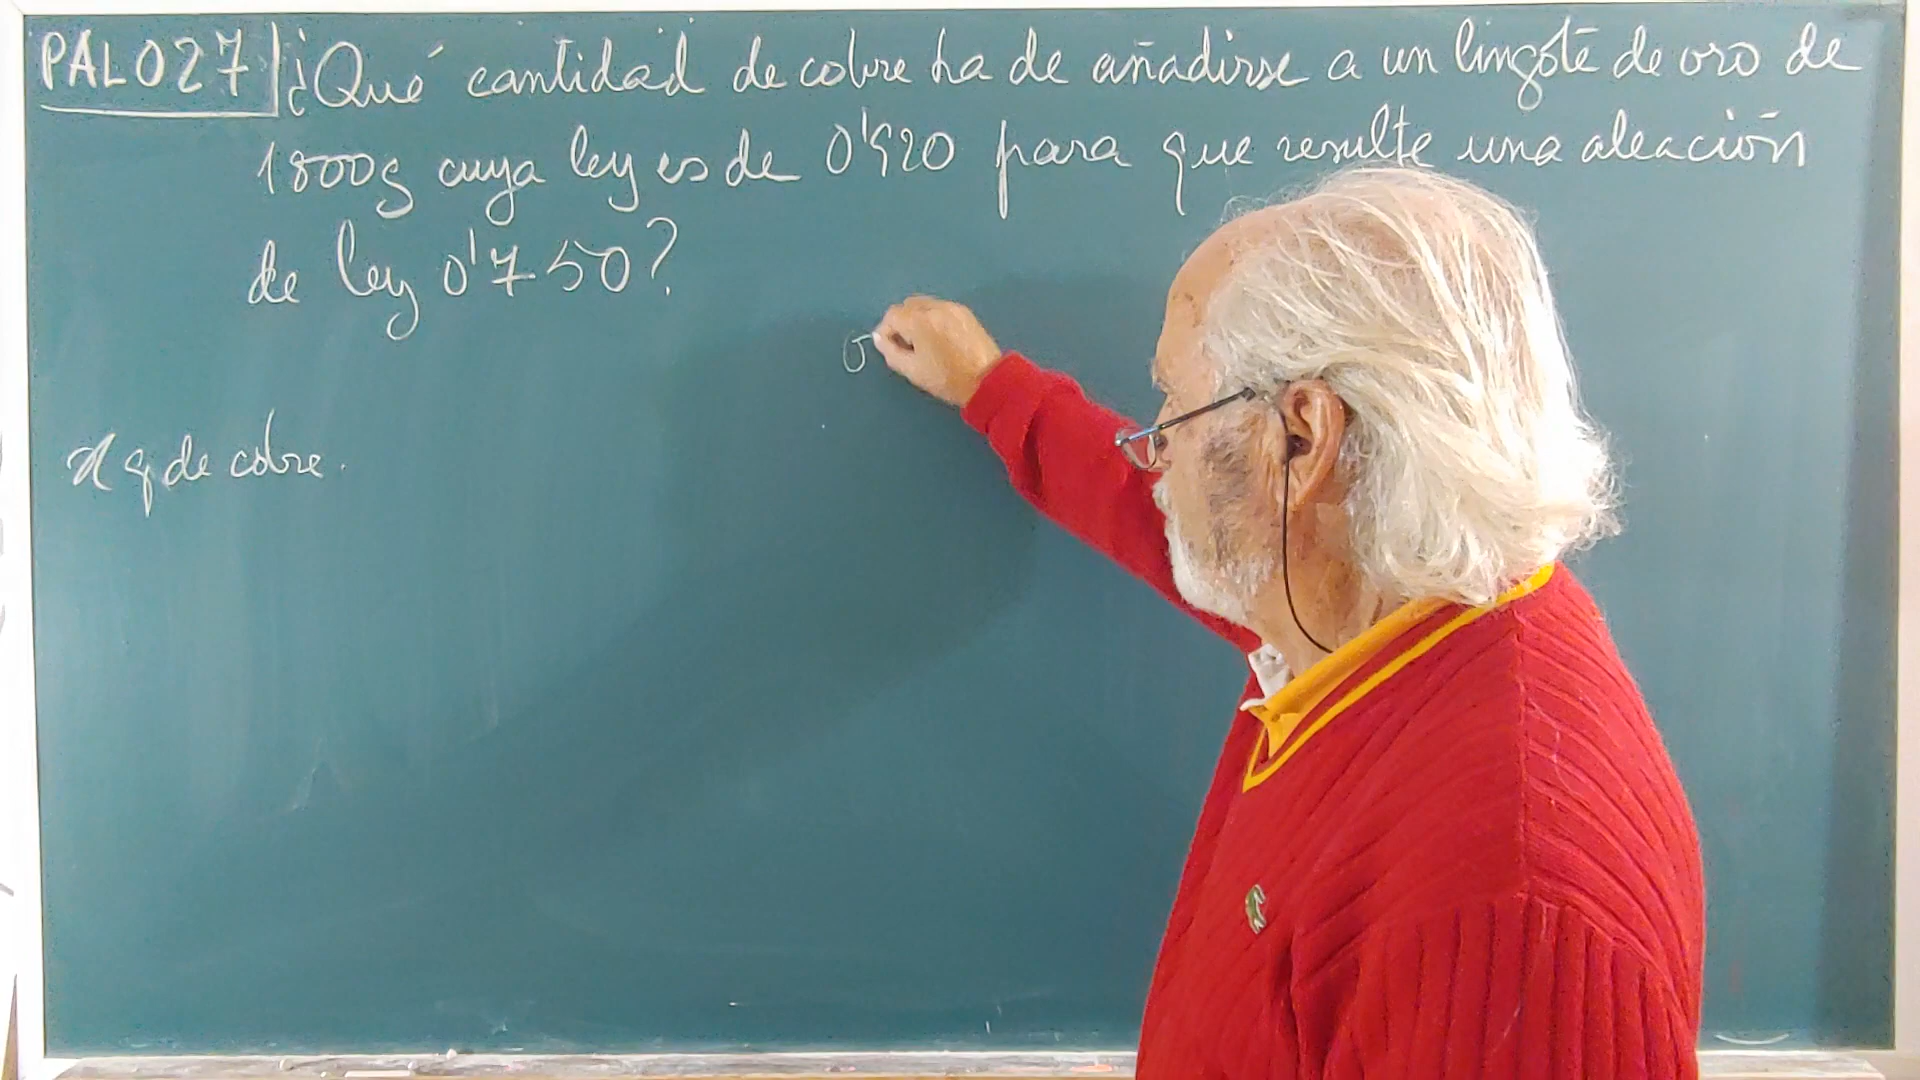 PAL027 ¿Qué cantidad de cobre ha de añadirse a un lingote de oro de
1800g cuya ley es de 0'920 para que resulte una aleación
de ley 0'750?
x g de cobre.